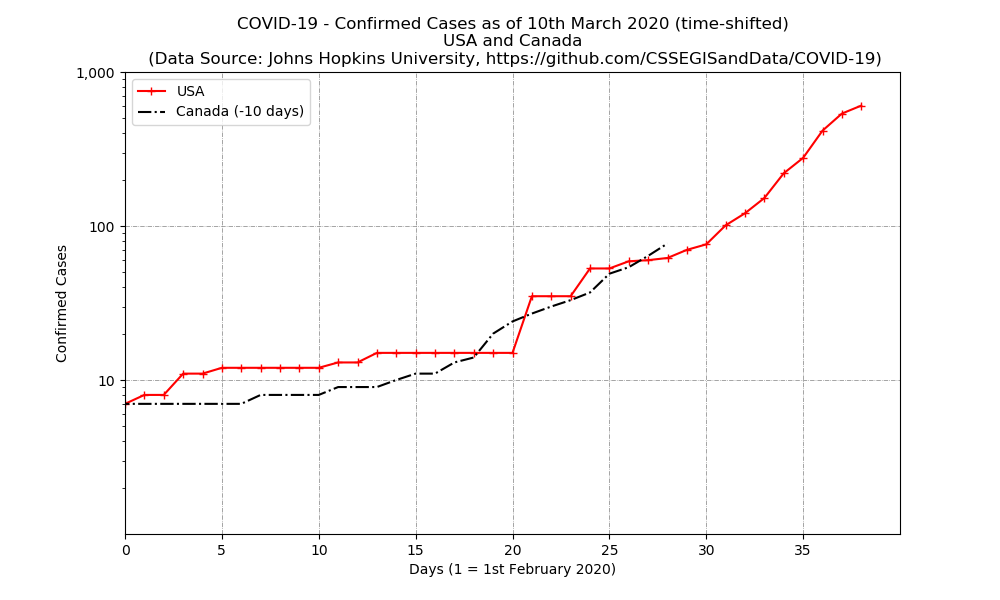 COVID-19 - Confirmed Cases as of 10th March 2020 (time-shifted)
USA and Canada
(Data Source: Johns Hopkins University, https://github.com/CSSEGISandData/COVID-19)
USA
Canada (-10 days)
Confirmed Cases
1,000
100
10
0 5 10 15 20 25 30 35
Days (1 = 1st February 2020)